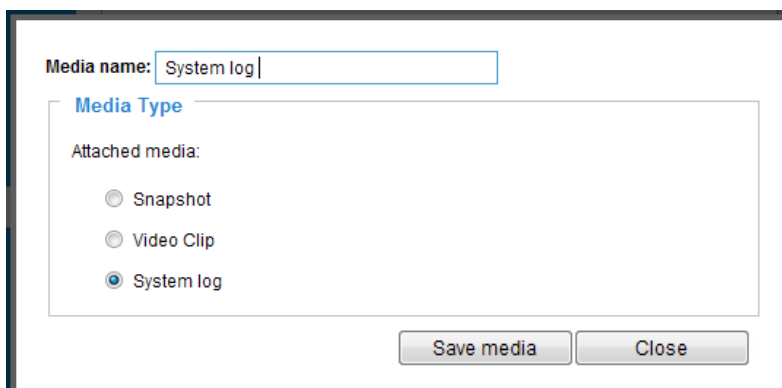 Media name: System log
Media Type
Attached media:
Snapshot
Video Clip
System log
Save media Close